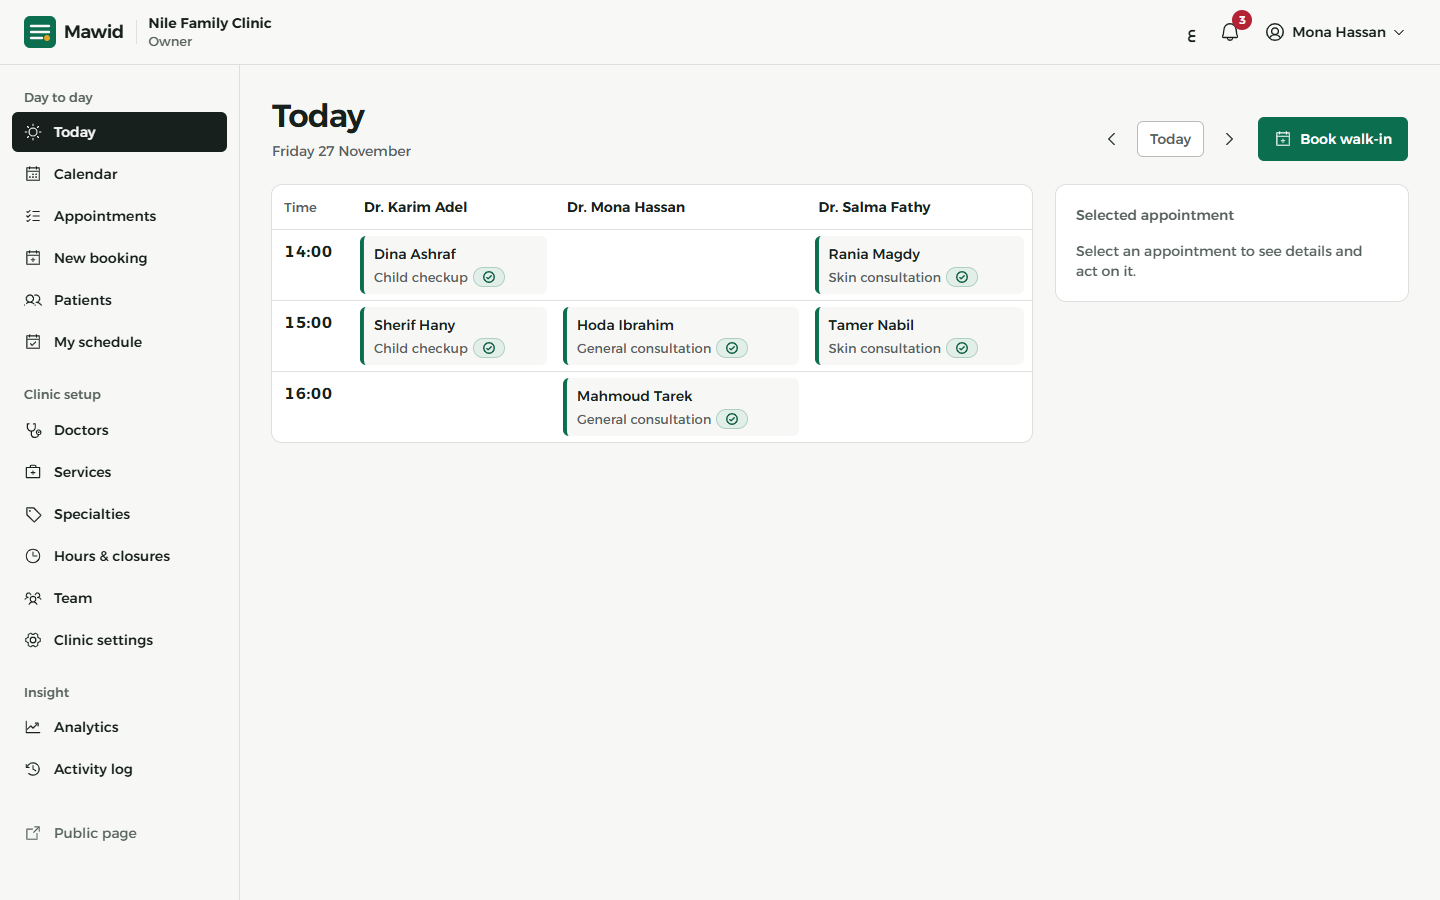 Mawid
Nile Family Clinic
Owner
ع
3
Mona Hassan
Day to day
Today
Calendar
Appointments
New booking
Patients
My schedule
Clinic setup
Doctors
Services
Specialties
Hours & closures
Team
Clinic settings
Insight
Analytics
Activity log
Public page
Today
Friday 27 November
Today
Book walk-in
Time Dr. Karim Adel Dr. Mona Hassan Dr. Salma Fathy
14:00 Dina Ashraf Rania Magdy
Child checkup Skin consultation
15:00 Sherif Hany Hoda Ibrahim Tamer Nabil
Child checkup General consultation Skin consultation
16:00 Mahmoud Tarek
General consultation
Selected appointment
Select an appointment to see details and
act on it.